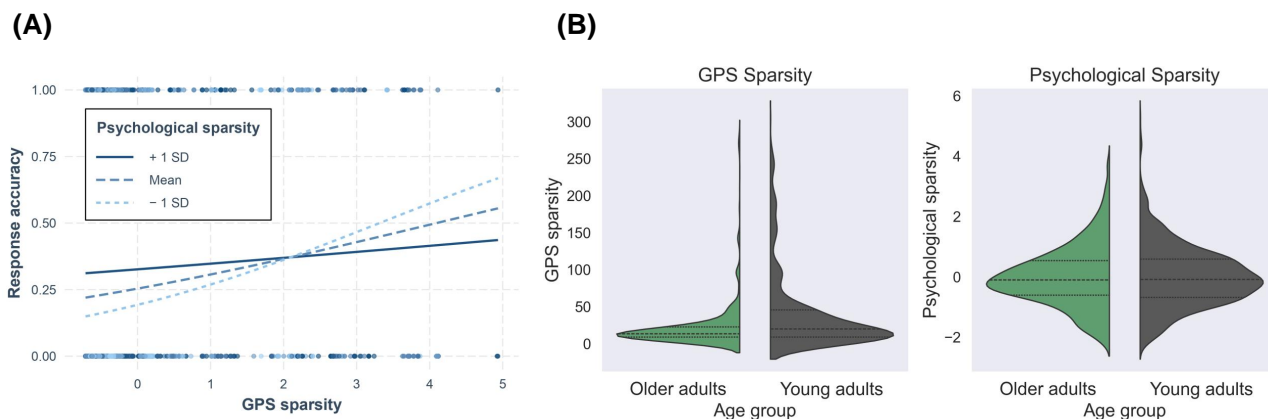 (A)
1.00
0.75
0.50
0.25
0.00
Response accuracy
Psychological sparsity
+ 1 SD
Mean
− 1 SD
0 1 2 3 4 5
GPS sparsity
(B)
GPS Sparsity
300
250
200
150
100
50
0
GPS sparsity
Older adults Young adults
Age group
Psychological Sparsity
6
4
2
0
−2
Psychological sparsity
Older adults Young adults
Age group